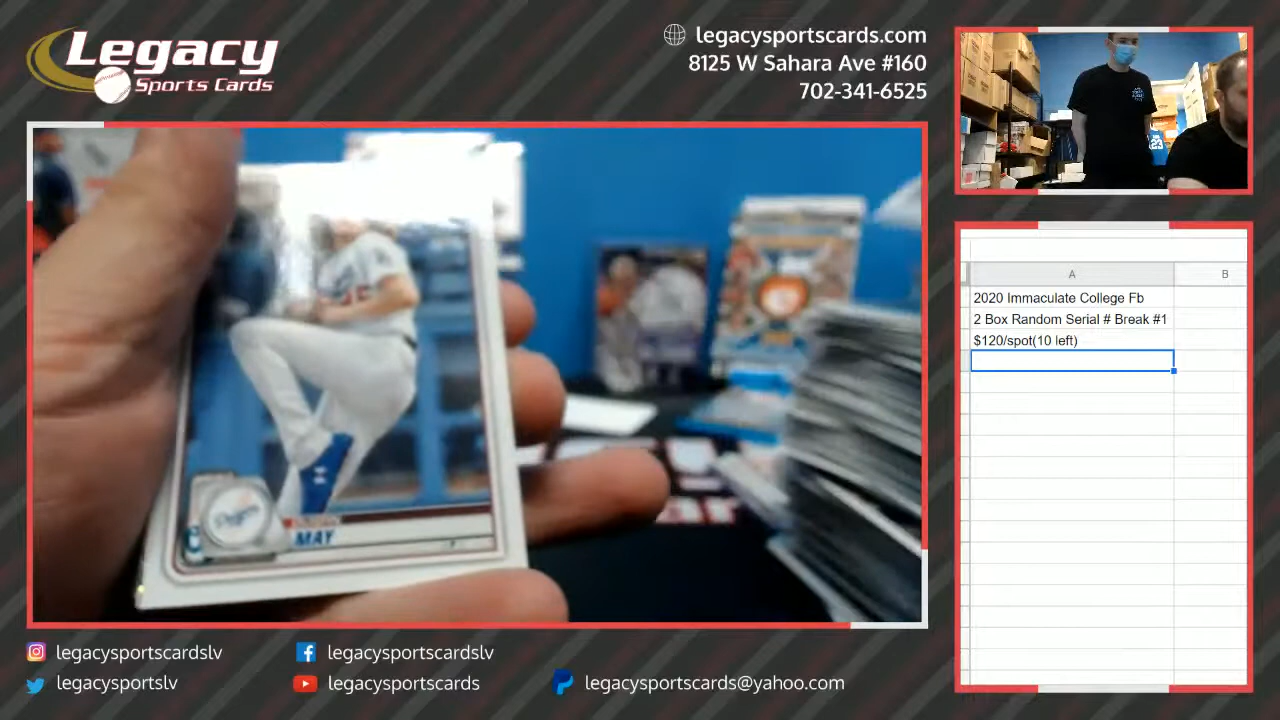 Legacy
Sports Cards
legacysportscards.com
8125 W Sahara Ave #160
702-341-6525
MAY
23
A
B
2020 Immaculate College Fb
2 Box Random Serial # Break #1
$120/spot(10 left)
legacysportscardslv
legacysportscardslv
legacysportslv
legacysportscards
legacysportscards@yahoo.com